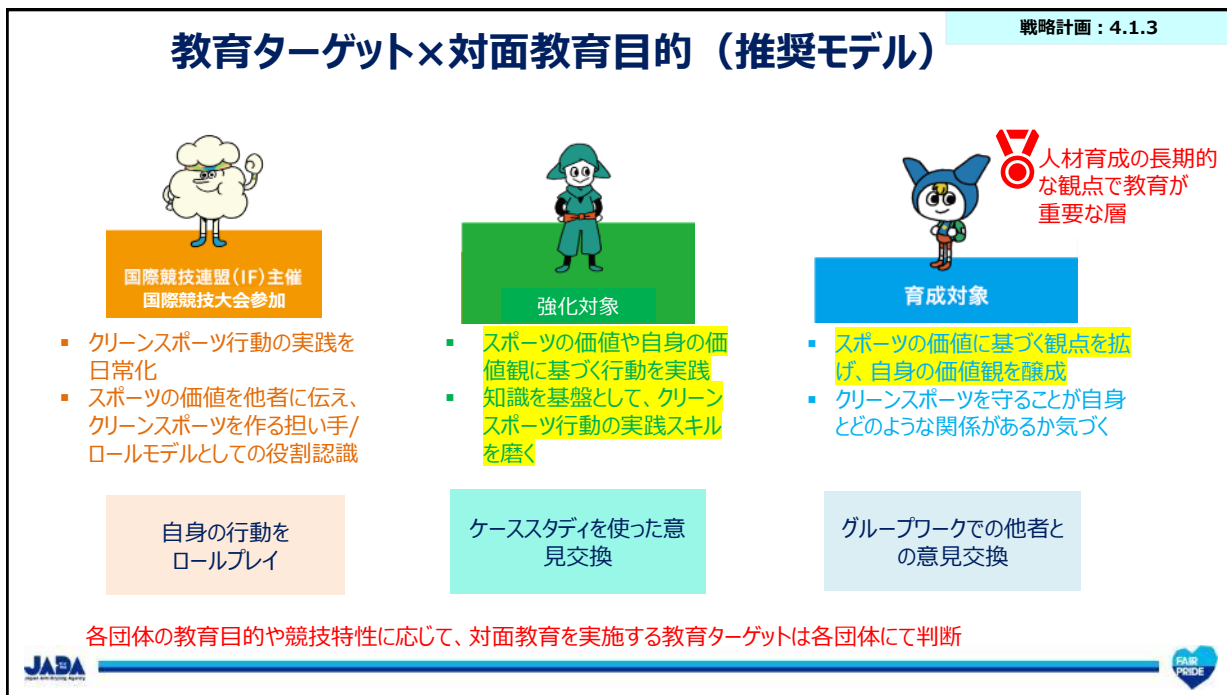 戦略計画：4.1.3
教育ターゲット×対面教育目的（推奨モデル）
人材育成の長期的
な観点で教育が
重要な層
国際競技連盟(IF)主催
国際競技大会参加
強化対象
育成対象
▪ クリーンスポーツ行動の実践を
日常化
▪ スポーツの価値を他者に伝え、
クリーンスポーツを作る担い手/
ロールモデルとしての役割認識
▪ スポーツの価値や自身の価
値観に基づく行動を実践
▪ 知識を基盤として、クリーン
スポーツ行動の実践スキル
を磨く
▪ スポーツの価値に基づく観点を拡
げ、自身の価値観を醸成
▪ クリーンスポーツを守ることが自身
とどのような関係があるか気づく
自身の行動を
ロールプレイ
ケーススタディを使った意
見交換
グループワークでの他者と
の意見交換
各団体の教育目的や競技特性に応じて、対面教育を実施する教育ターゲットは各団体にて判断
JADA
Japan Anti-Doping Agency
FAIR
PRIDE